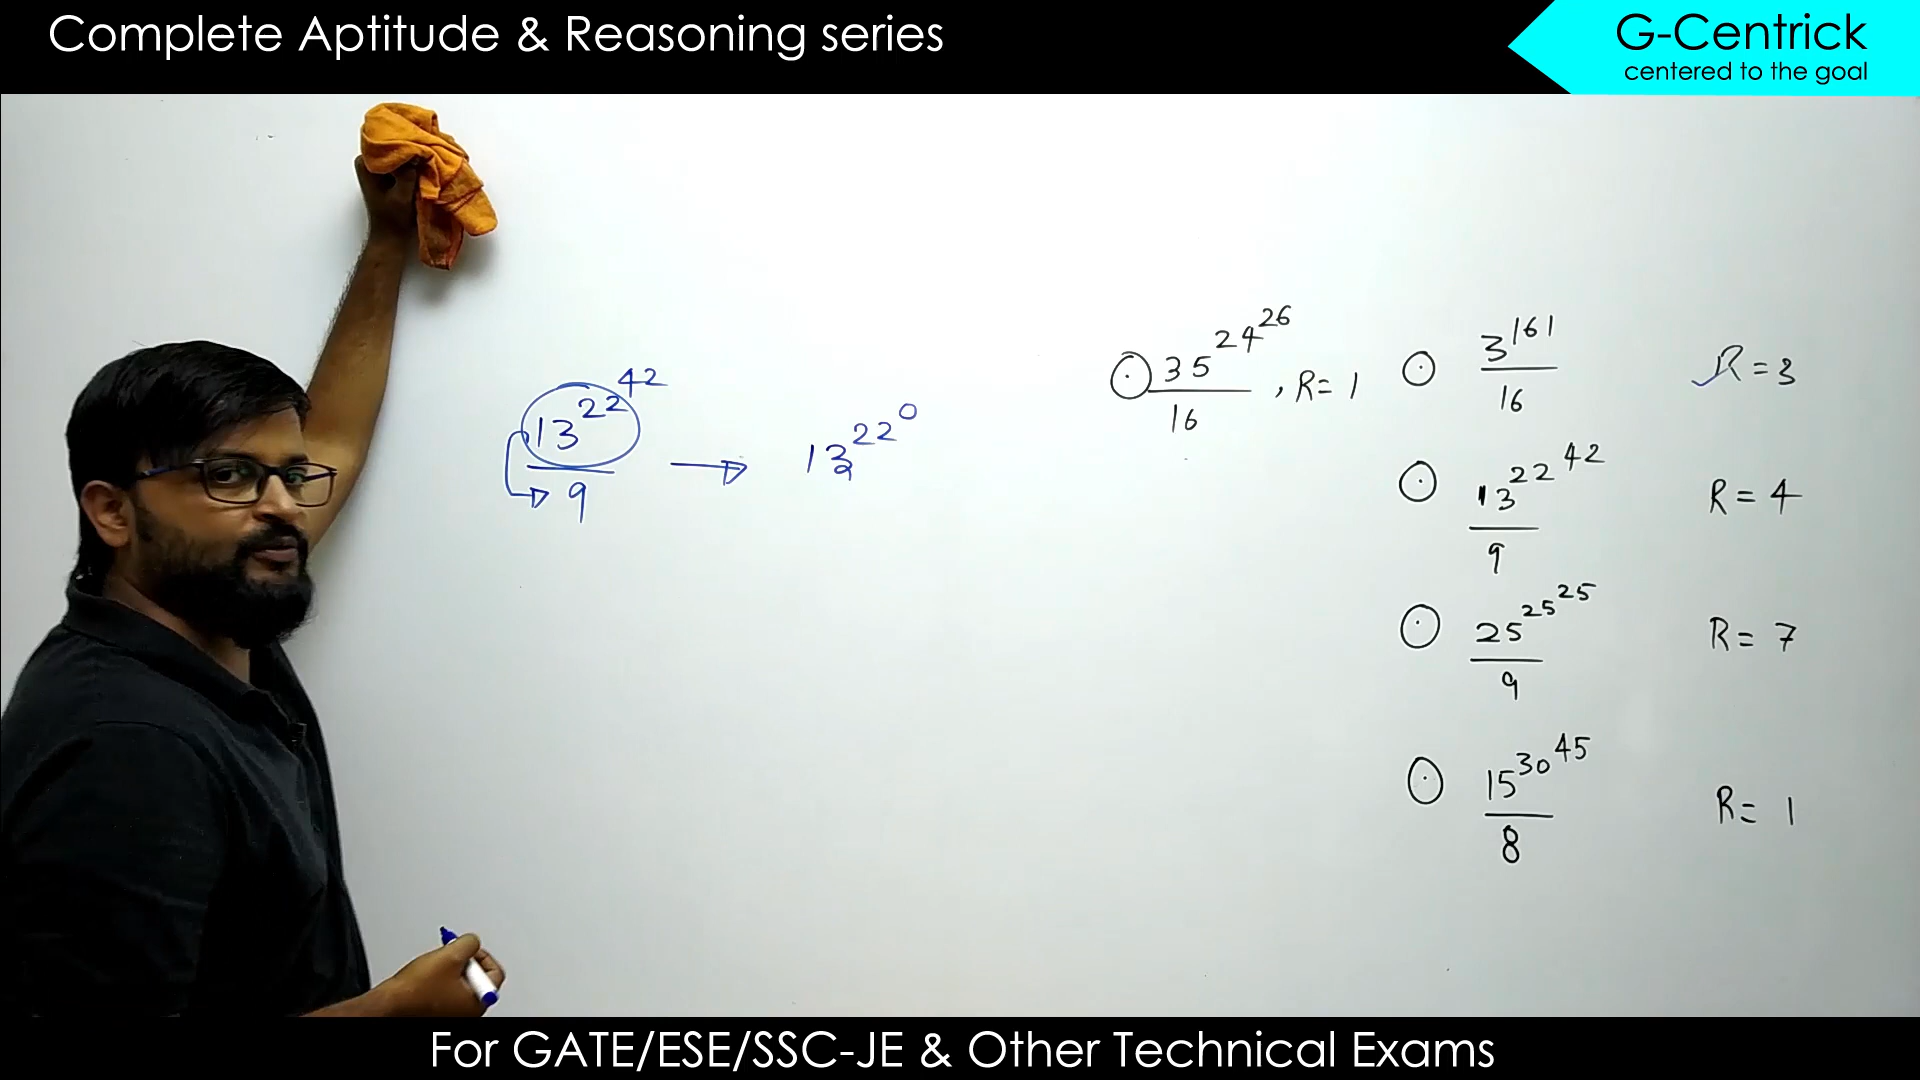 Complete Aptitude & Reasoning series
G-Centrick
centered to the goal
13^22^42 / 9 → 13^22^0
35^24^26 / 16 , R= 1
3^161 / 16 R = 3
13^22^42 / 9 R = 4
25^25^25 / 9 R = 7
15^30^45 / 8 R = 1
For GATE/ESE/SSC-JE & Other Technical Exams